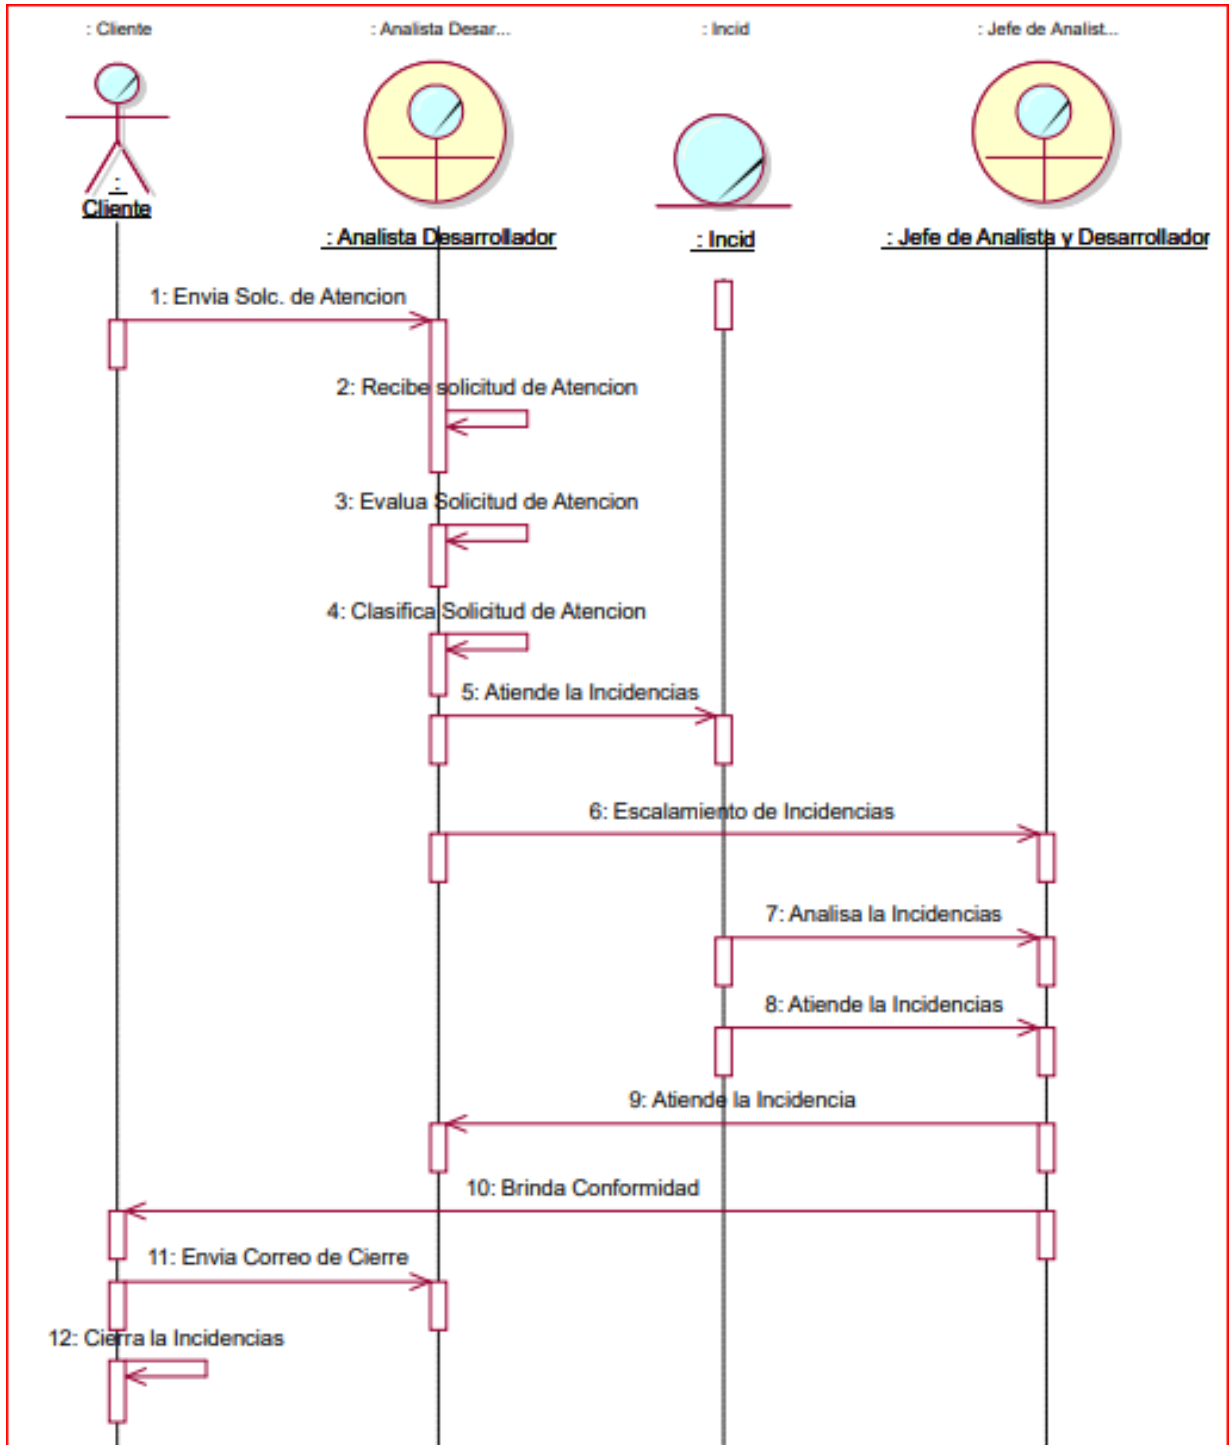 : Cliente
: Analista Desar...
: Incid
: Jefe de Analist...
:
Cliente
: Analista Desarrollador
: Incid
: Jefe de Analista y Desarrollador
1: Envia Solc. de Atencion
2: Recibe solicitud de Atencion
3: Evalua Solicitud de Atencion
4: Clasifica Solicitud de Atencion
5: Atiende la Incidencias
6: Escalamiento de Incidencias
7: Analisa la Incidencias
8: Atiende la Incidencias
9: Atiende la Incidencia
10: Brinda Conformidad
11: Envia Correo de Cierre
12: Cierra la Incidencias